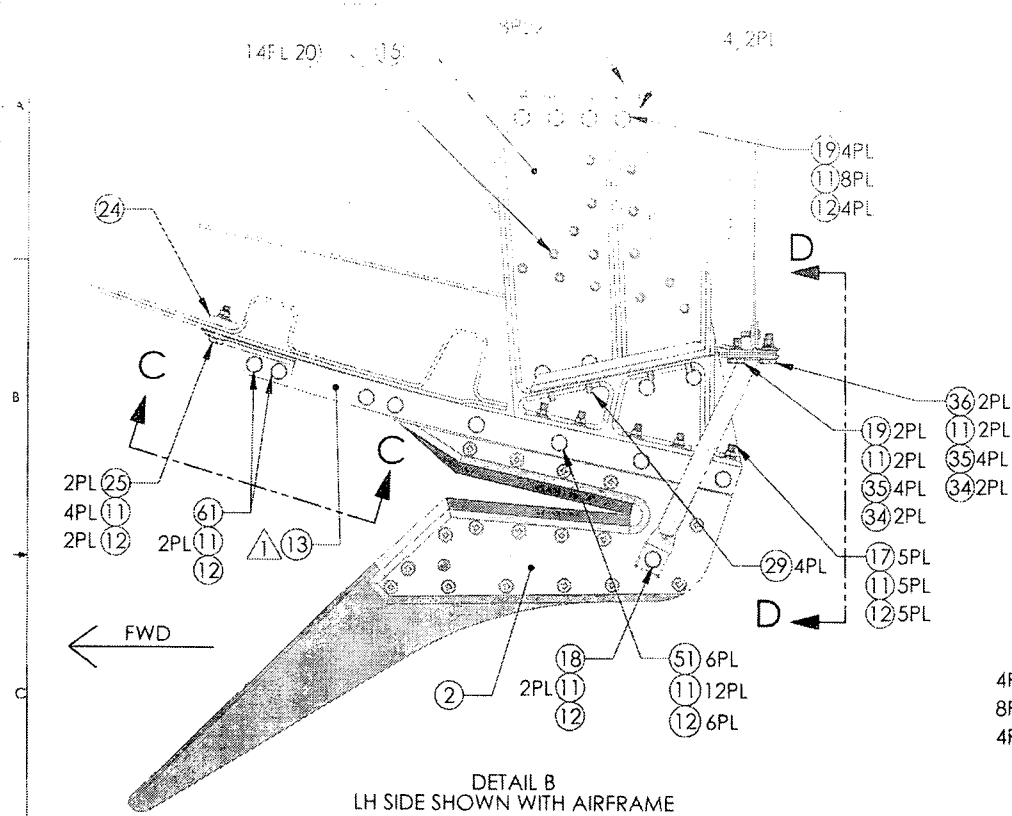 14PL 20
16
4, 2PL
A
19 4PL
11 8PL
12 4PL
24
D
B
C
36 2PL
19 2PL
11 2PL
11 2PL
35 4PL
35 4PL
34 2PL
34 2PL
C
2PL 25
4PL 11
2PL 12
61
2PL 11
12
1 13
29 4PL
17 5PL
11 5PL
12 5PL
D
FWD
18
2PL 11
12
51 6PL
11 12PL
12 6PL
2
C
DETAIL B
LH SIDE SHOWN WITH AIRFRAME